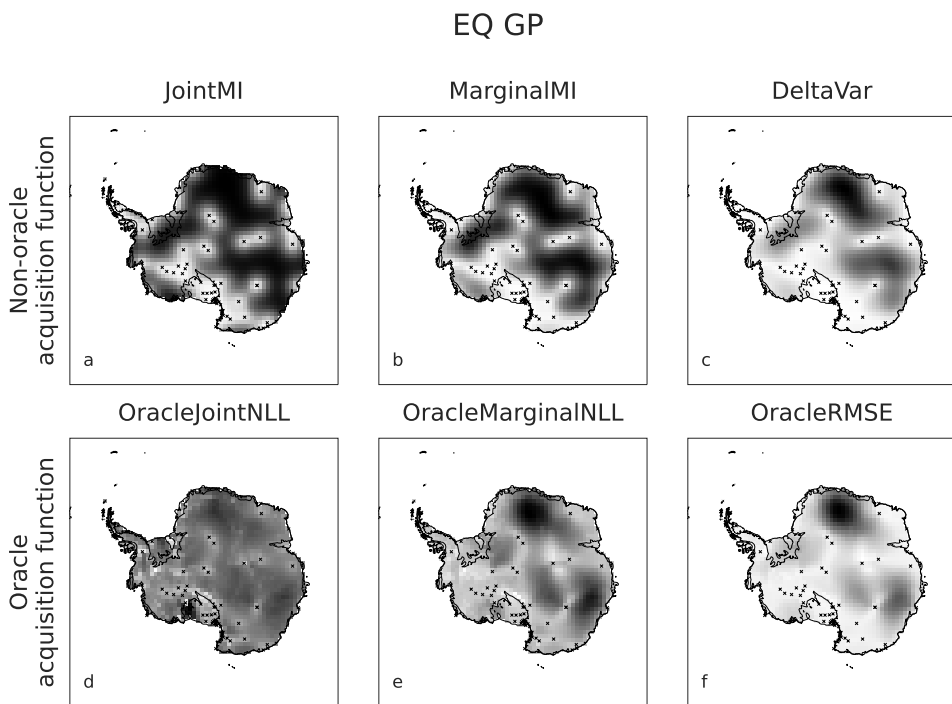 EQ GP
JointMI
MarginalMI
DeltaVar
Non-oracle
acquisition function
a
b
c
OracleJointNLL
OracleMarginalNLL
OracleRMSE
Oracle
acquisition function
d
e
f